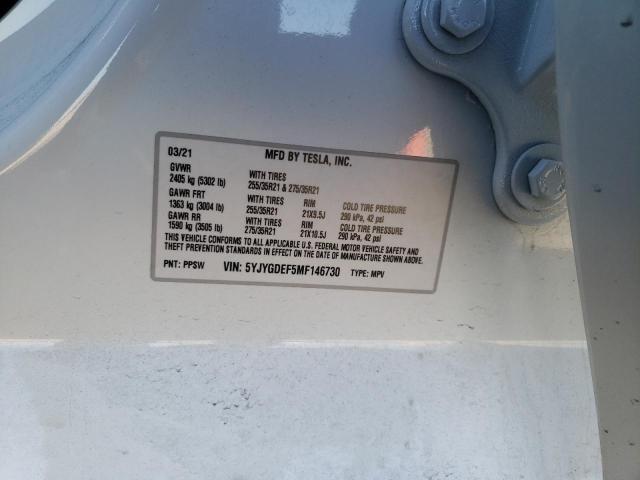 03/21 MFD BY TESLA, INC.
GVWR WITH TIRES
2405 kg (5302 lb) 255/35R21 & 275/35R21
GAWR FRT WITH TIRES RIM COLD TIRE PRESSURE
1363 kg (3004 lb) 255/35R21 21X9.5J 290 kPa, 42 psi
GAWR RR WITH TIRES RIM COLD TIRE PRESSURE
1590 kg (3505 lb) 275/35R21 21X10.5J 290 kPa, 42 psi
THIS VEHICLE CONFORMS TO ALL APPLICABLE U.S. FEDERAL MOTOR VEHICLE SAFETY AND
THEFT PREVENTION STANDARDS IN EFFECT ON THE DATE OF MANUFACTURE SHOWN ABOVE.
PNT: PPSW VIN: 5YJYGDEF5MF146730 TYPE: MPV